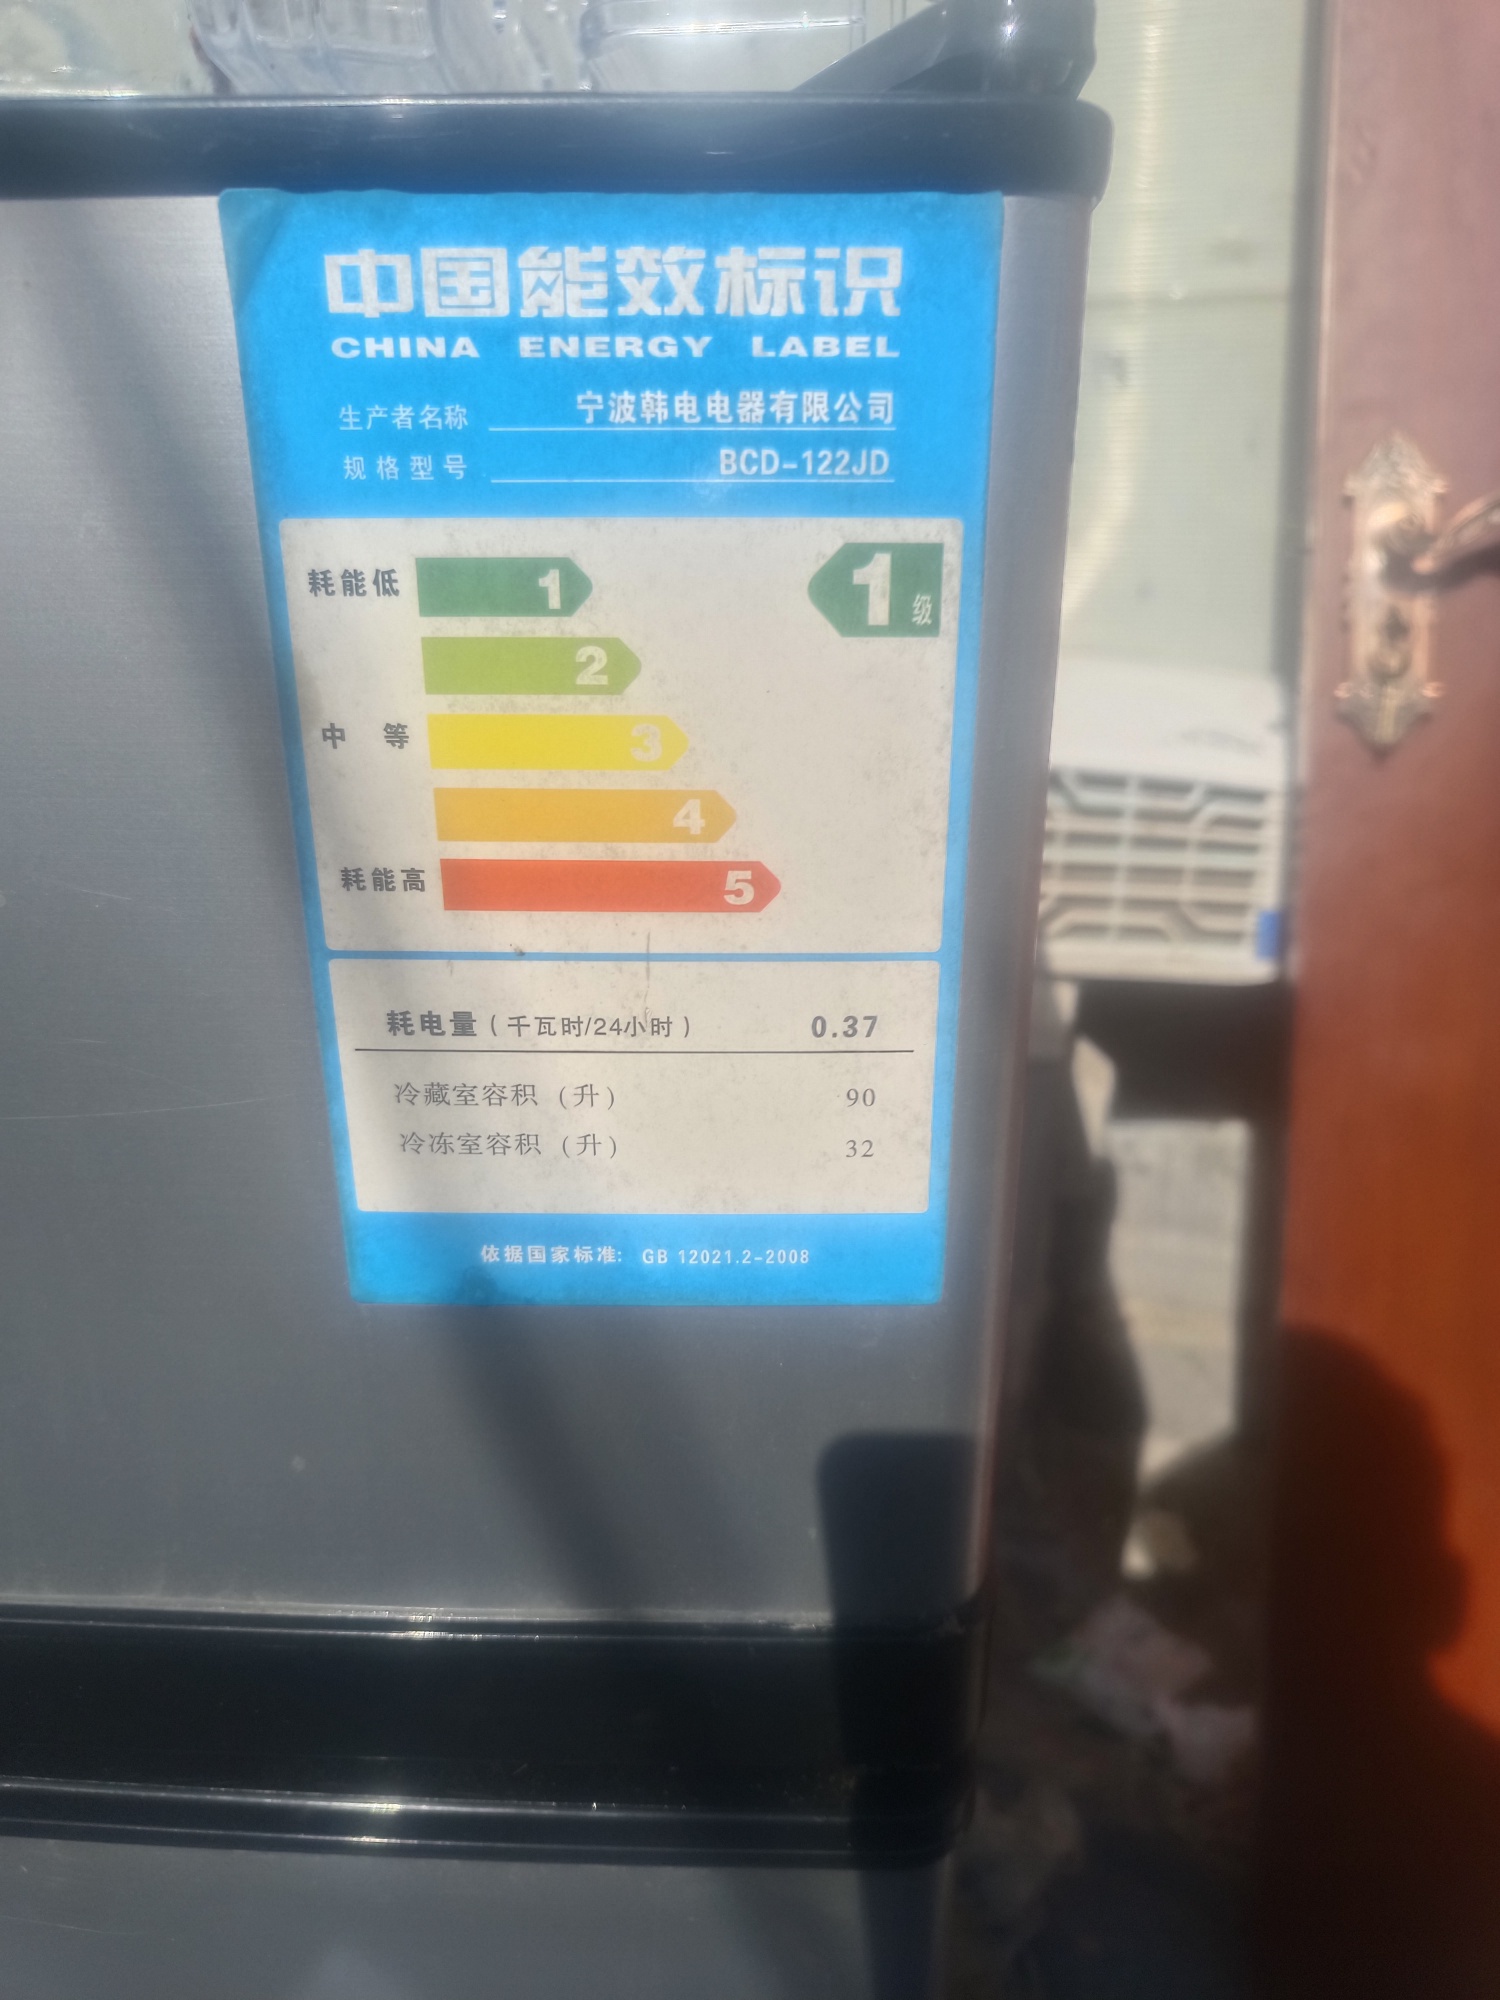 中国能效标识
CHINA ENERGY LABEL
生产者名称 宁波韩电电器有限公司
规格型号 BCD-122JD
耗能低 1 1级
2
中等 3
4
耗能高 5
耗电量（千瓦时/24小时） 0.37
冷藏室容积（升） 90
冷冻室容积（升） 32
依据国家标准: GB 12021.2-2008